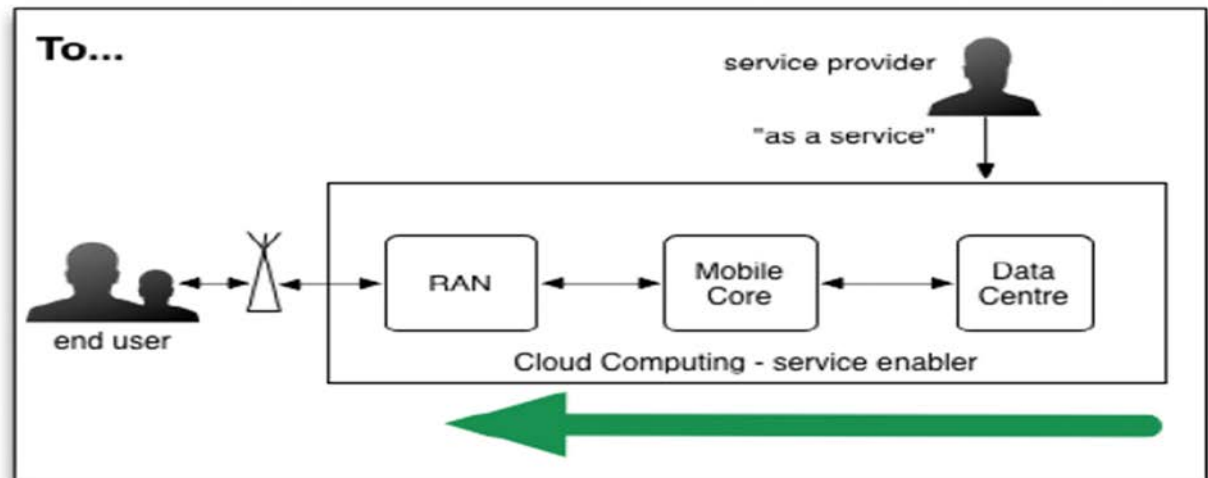 To...
service provider
"as a service"
RAN
Mobile
Core
Data
Centre
end user
Cloud Computing - service enabler